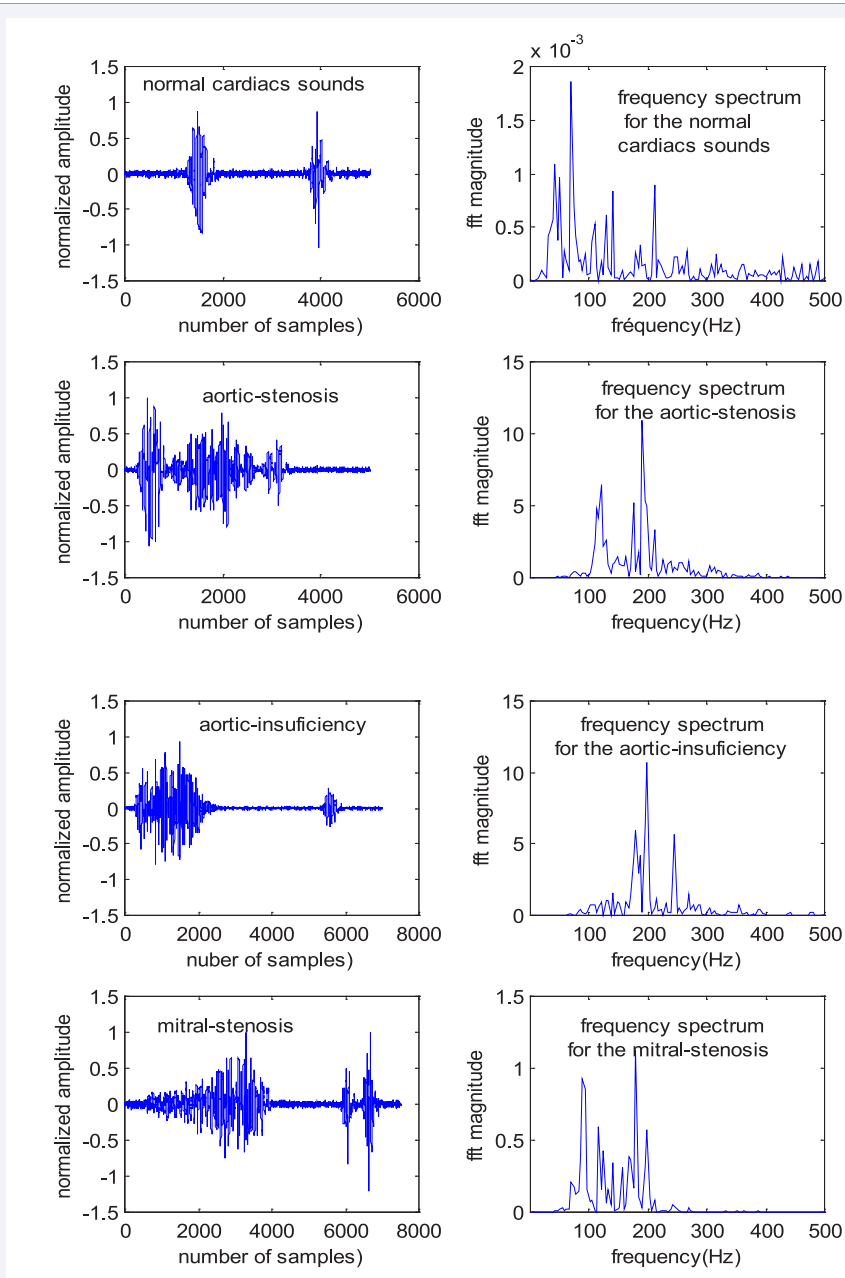 normal cardiacs sounds
normalized amplitude
1.5
1
0.5
0
-0.5
-1
-1.5
0 2000 4000 6000
number of samples)
x 10^-3
frequency spectrum
for the normal
cardiacs sounds
fft magnitude
2
1.5
1
0.5
0
100 200 300 400 500
fréquency(Hz)
aortic-stenosis
normalized amplitude
1.5
1
0.5
0
-0.5
-1
-1.5
0 2000 4000 6000
number of samples)
frequency spectrum
for the aortic-stenosis
fft magnitude
15
10
5
0
100 200 300 400 500
frequency(Hz)
aortic-insuficiency
normalized amplitude
1.5
1
0.5
0
-0.5
-1
-1.5
0 2000 4000 6000 8000
nuber of samples)
frequency spectrum
for the aortic-insuficiency
fft magnitude
15
10
5
0
100 200 300 400 500
frequency(Hz)
mitral-stenosis
normalized amplitude
1.5
1
0.5
0
-0.5
-1
-1.5
0 2000 4000 6000 8000
number of samples)
frequency spectrum
for the mitral-stenosis
fft magnitude
1.5
1
0.5
0
100 200 300 400 500
frequency(Hz)